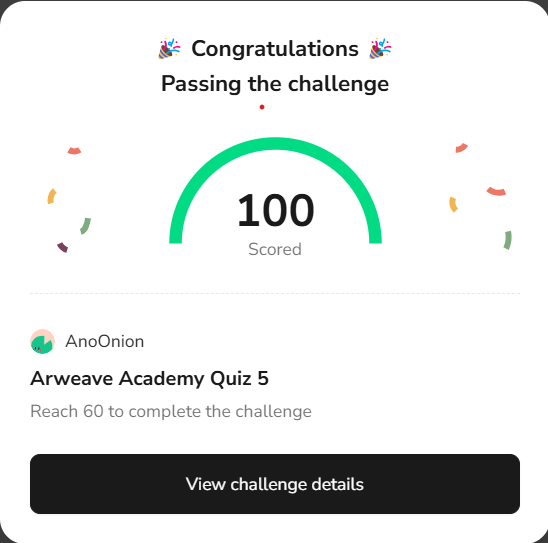 🎉 Congratulations 🎉
Passing the challenge
100
Scored
AnoOnion
Arweave Academy Quiz 5
Reach 60 to complete the challenge
View challenge details